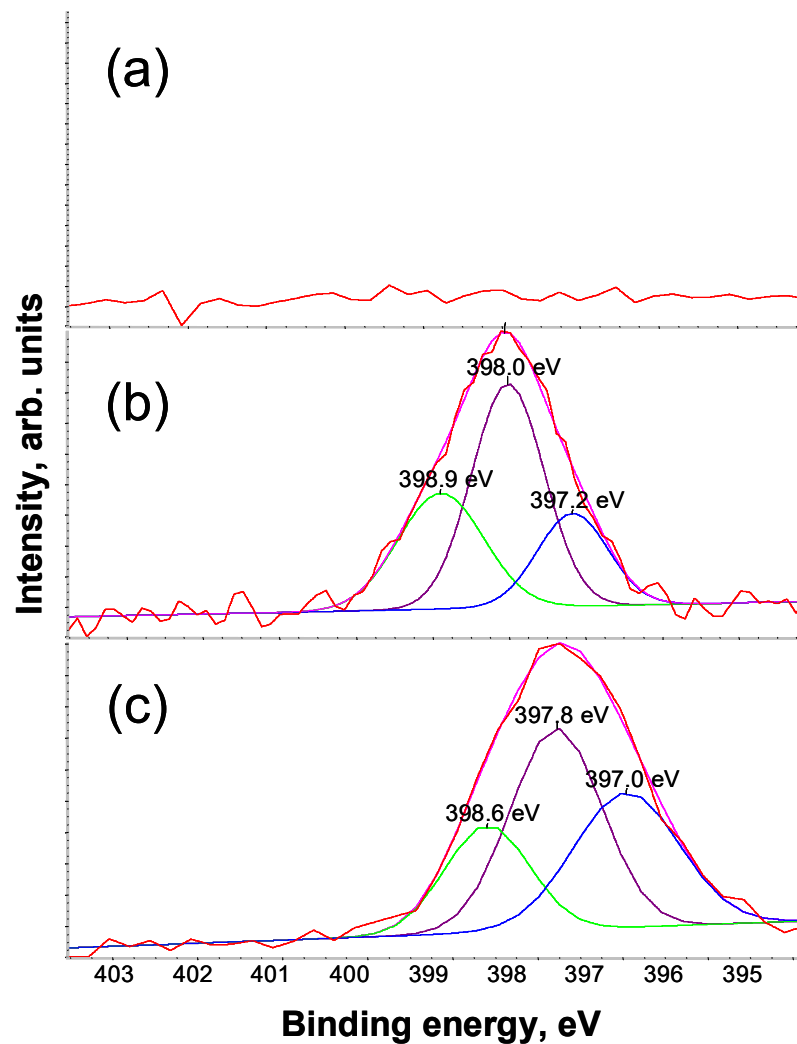 (a)
Intensity, arb. units
(b)
398.0 eV
398.9 eV
397.2 eV
(c)
397.8 eV
397.0 eV
398.6 eV
403 402 401 400 399 398 397 396 395
Binding energy, eV